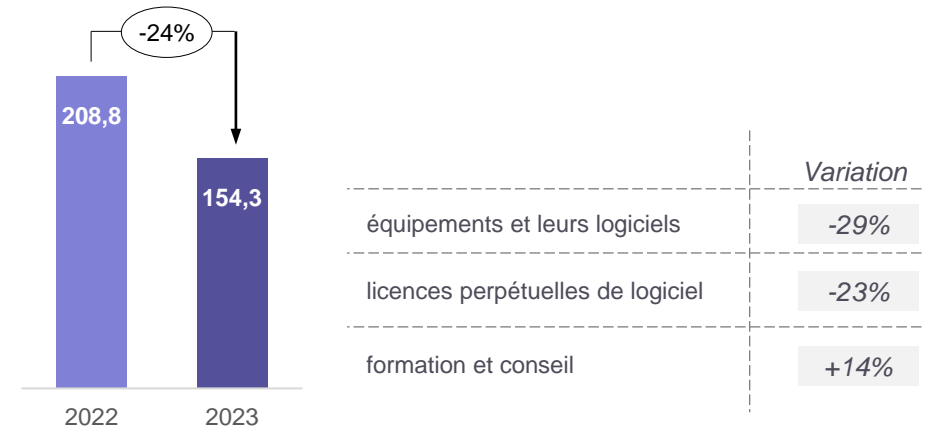 -24%
208,8
154,3
2022
2023
Variation
équipements et leurs logiciels
-29%
licences perpétuelles de logiciel
-23%
formation et conseil
+14%